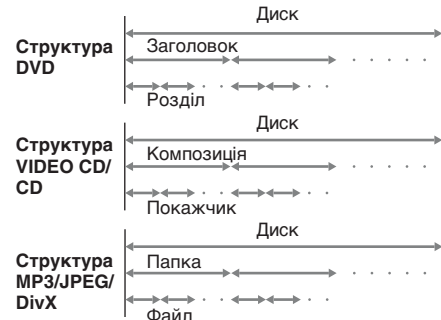 Диск
Структура
DVD
Заголовок
Розділ
Диск
Структура
VIDEO CD/
CD
Композиція
Покажчик
Диск
Структура
MP3/JPEG/
DivX
Папка
Файл